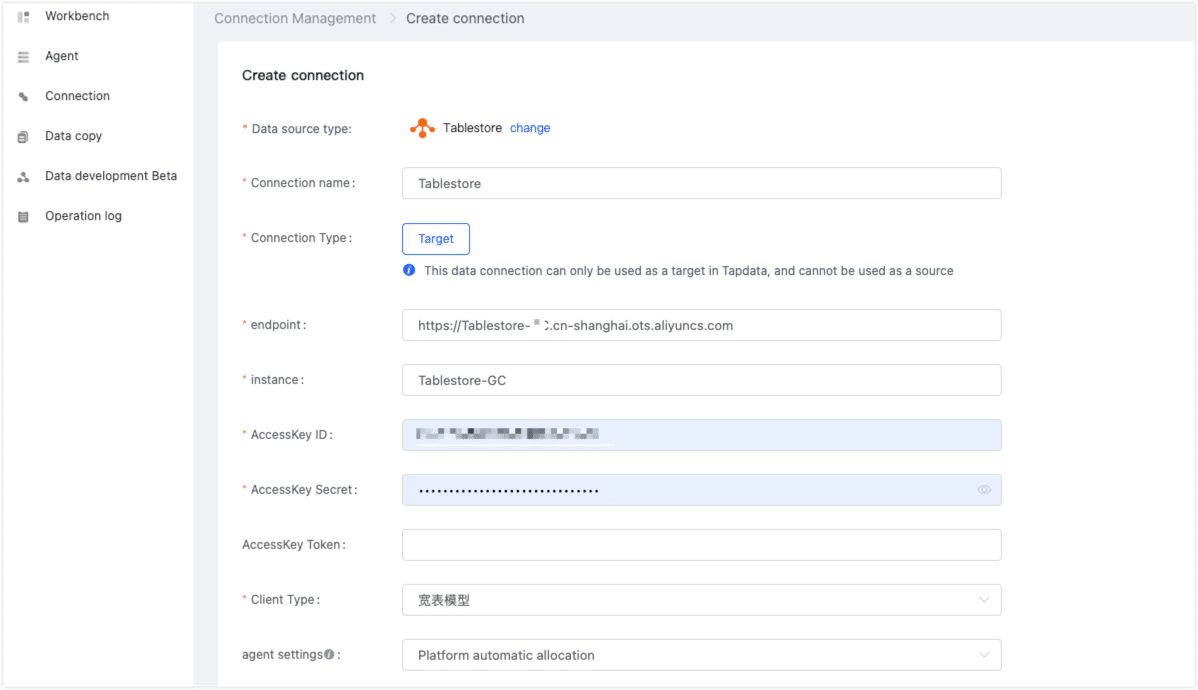 Workbench
Agent
Connection
Data copy
Data development Beta
Operation log
Connection Management > Create connection
Create connection
* Data source type: Tablestore change
* Connection name: Tablestore
* Connection Type: Target
This data connection can only be used as a target in Tapdata, and cannot be used as a source
* endpoint: https://Tablestore- .cn-shanghai.ots.aliyuncs.com
* instance: Tablestore-GC
* AccessKey ID:
* AccessKey Secret: ••••••••••••••••••••••••••••••
AccessKey Token:
* Client Type: 宽表模型
agent settings: Platform automatic allocation